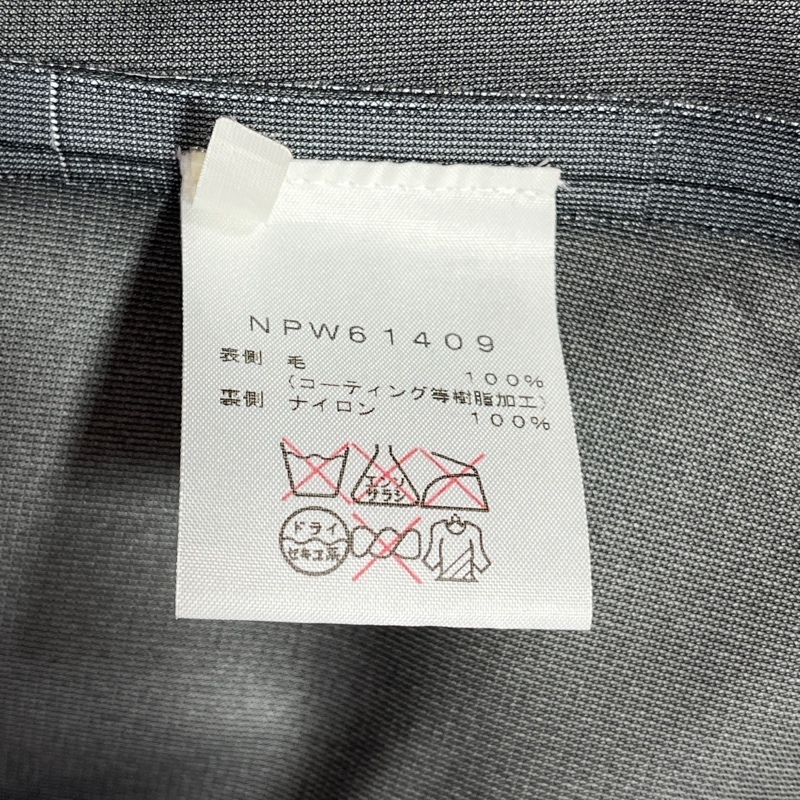 NPW61409
表側 毛 100%
(コーティング等樹脂加工)
裏側 ナイロン 100%
エンソ
サラシ
ドライ
セキユ系